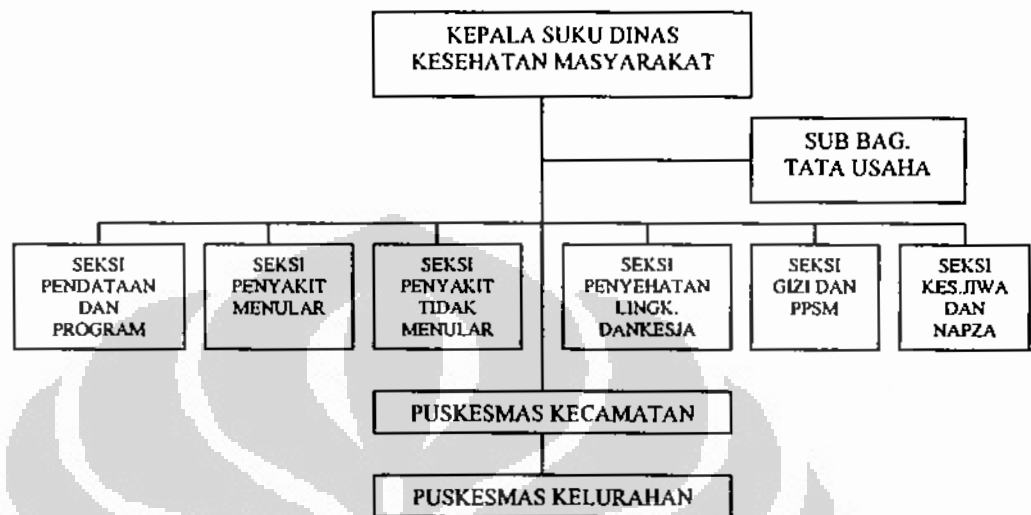 KEPALA SUKU DINAS
KESEHATAN MASYARAKAT
SUB BAG.
TATA USAHA
SEKSI
PENDATAAN
DAN
PROGRAM
SEKSI
PENYAKIT
MENULAR
SEKSI
PENYAKIT
TIDAK
MENULAR
SEKSI
PENYEHATAN
LINGK.
DANKESJA
SEKSI
GIZI DAN
PPSM
SEKSI
KES.JIWA
DAN
NAPZA
PUSKESMAS KECAMATAN
PUSKESMAS KELURAHAN